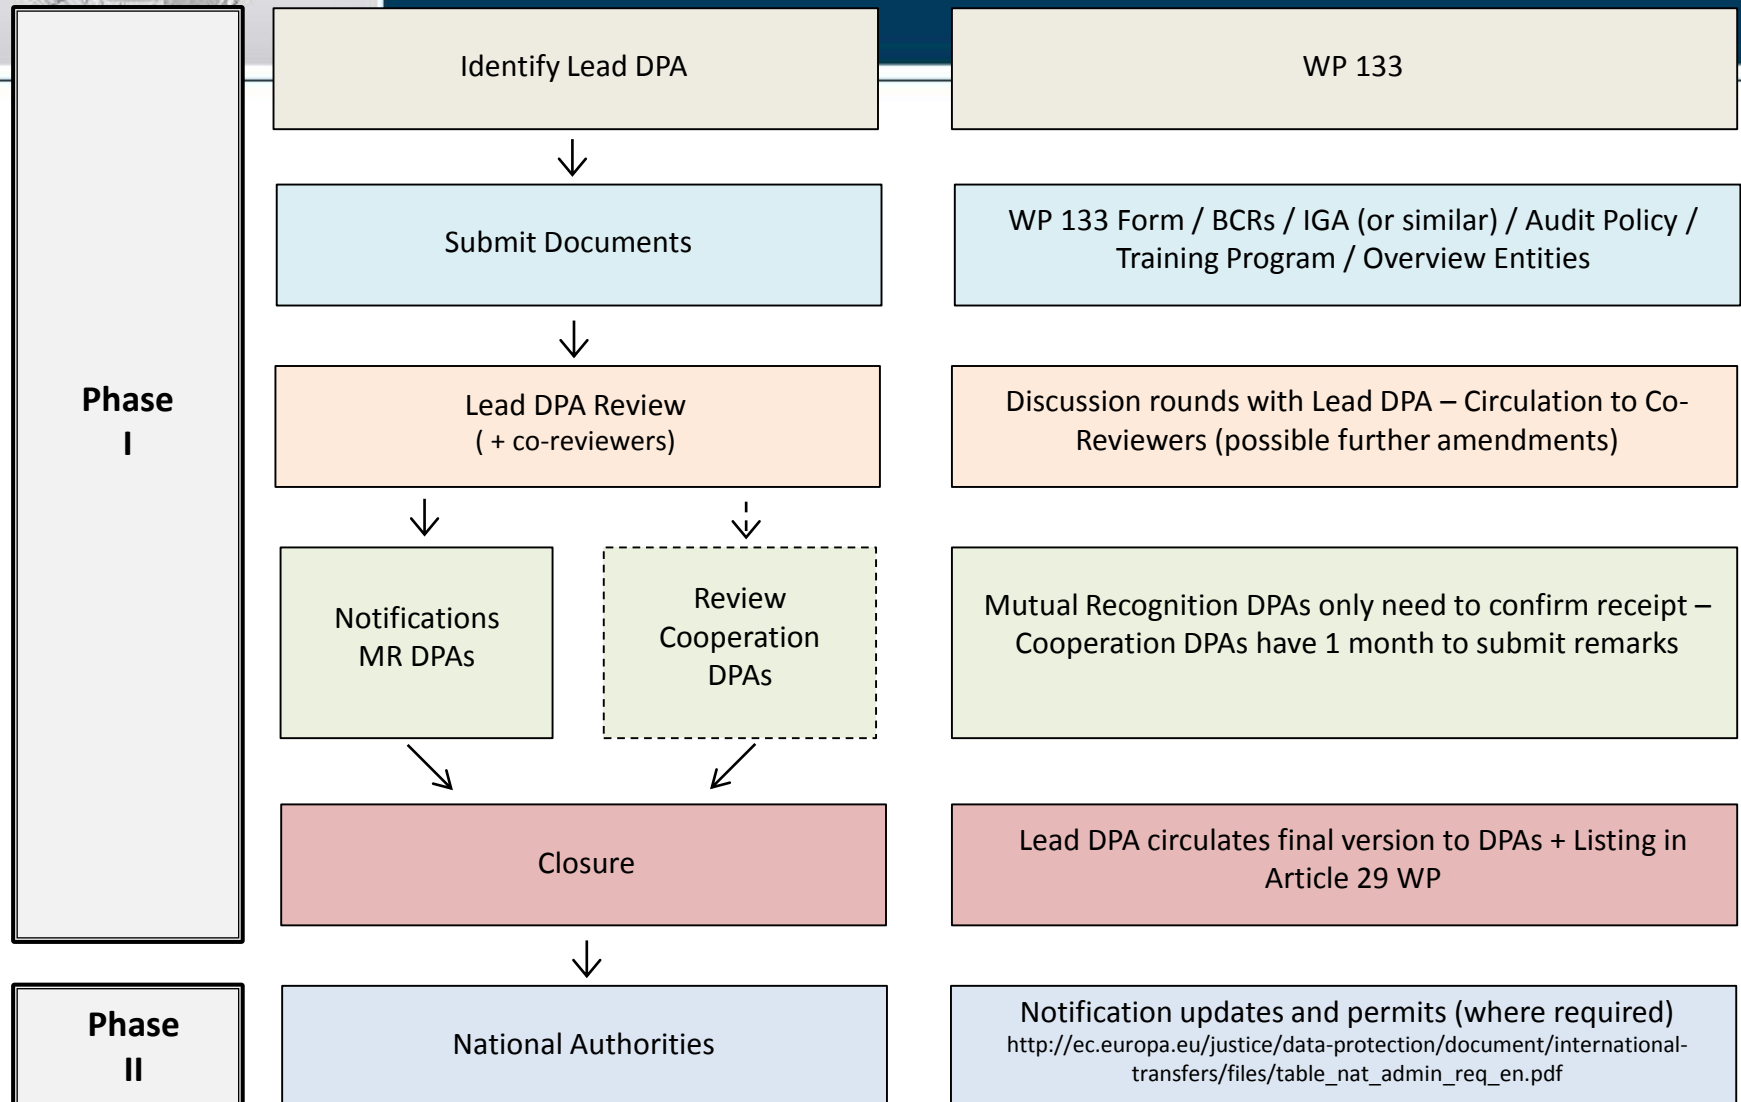 Identify Lead DPA
WP 133
Submit Documents
WP 133 Form / BCRs / IGA (or similar) / Audit Policy /
Training Program / Overview Entities
Phase
I
Lead DPA Review
( + co-reviewers)
Discussion rounds with Lead DPA – Circulation to Co-
Reviewers (possible further amendments)
Notifications
MR DPAs
Review
Cooperation
DPAs
Mutual Recognition DPAs only need to confirm receipt –
Cooperation DPAs have 1 month to submit remarks
Closure
Lead DPA circulates final version to DPAs + Listing in
Article 29 WP
Phase
II
National Authorities
Notification updates and permits (where required)
http://ec.europa.eu/justice/data-protection/document/international-
transfers/files/table_nat_admin_req_en.pdf